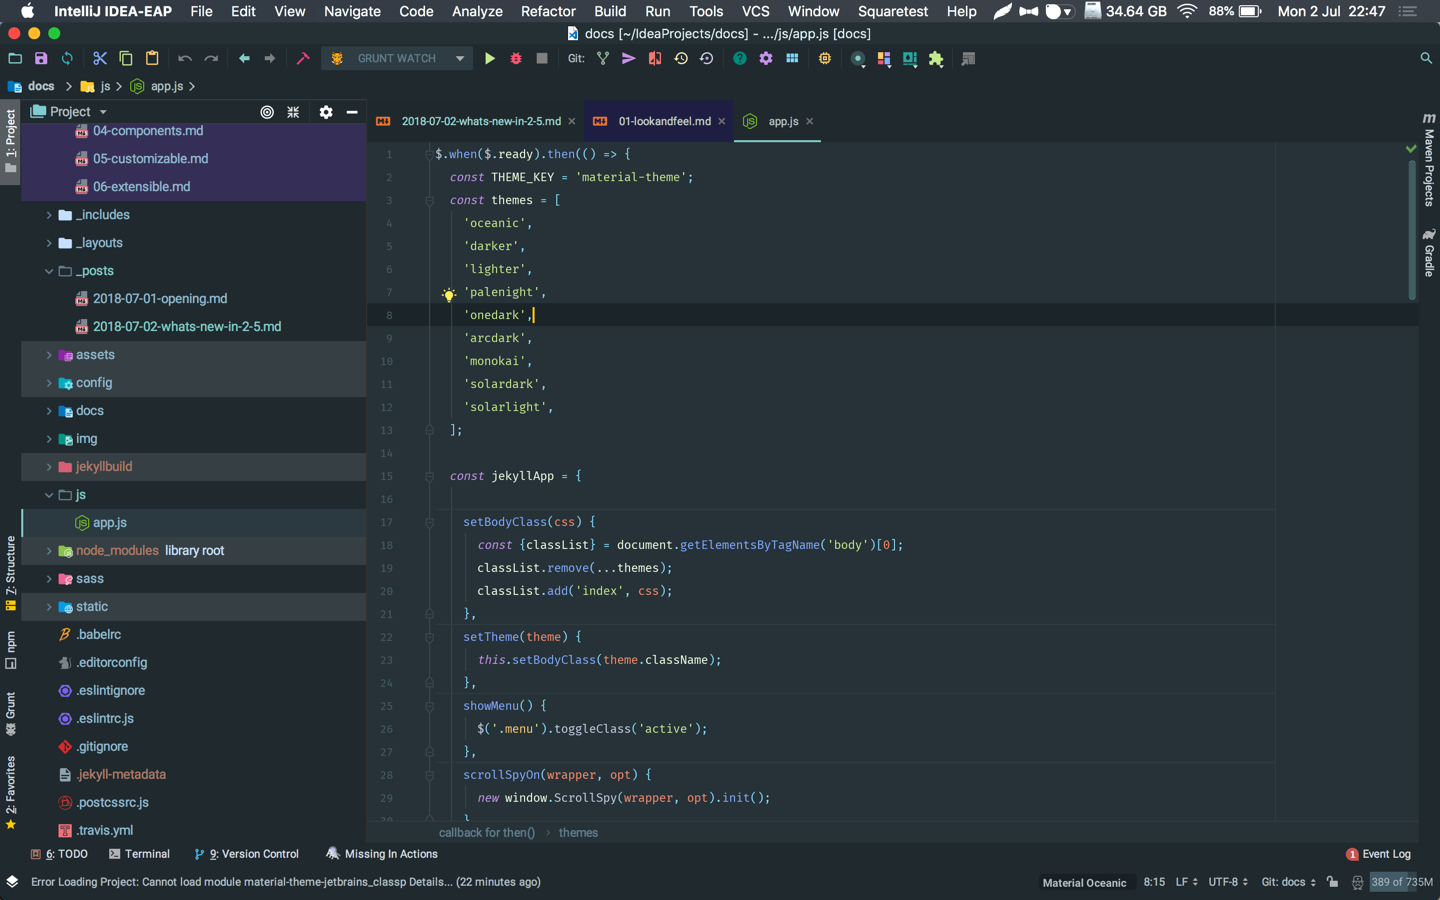 IntelliJ IDEA-EAP File Edit View Navigate Code Analyze Refactor Build Run Tools VCS Window Squaretest Help 34.64 GB 88% Mon 2 Jul 22:47
docs [~/IdeaProjects/docs] - .../js/app.js [docs]
GRUNT WATCH Git:
docs js app.js
1: Project
Project
04-components.md
05-customizable.md
06-extensible.md
_includes
_layouts
_posts
2018-07-01-opening.md
2018-07-02-whats-new-in-2-5.md
assets
config
docs
img
jekyllbuild
js
app.js
node_modules library root
sass
static
.babelrc
.editorconfig
.eslintignore
.eslintrc.js
.gitignore
.jekyll-metadata
.postcssrc.js
.travis.yml
Z: Structure
npm
Grunt
2: Favorites
2018-07-02-whats-new-in-2-5.md 01-lookandfeel.md app.js
1 $.when($.ready).then(() => {
2 const THEME_KEY = 'material-theme';
3 const themes = [
4 'oceanic',
5 'darker',
6 'lighter',
7 'palenight',
8 'onedark',
9 'arcdark',
10 'monokai',
11 'solardark',
12 'solarlight',
13 ];
14
15 const jekyllApp = {
16
17 setBodyClass(css) {
18 const {classList} = document.getElementsByTagName('body')[0];
19 classList.remove(...themes);
20 classList.add('index', css);
21 },
22 setTheme(theme) {
23 this.setBodyClass(theme.className);
24 },
25 showMenu() {
26 $('.menu').toggleClass('active');
27 },
28 scrollSpyOn(wrapper, opt) {
29 new window.ScrollSpy(wrapper, opt).init();
30 }
callback for then() themes
Maven Projects
Gradle
6: TODO Terminal 9: Version Control Missing In Actions 1 Event Log
Error Loading Project: Cannot load module material-theme-jetbrains_classp Details... (22 minutes ago) Material Oceanic 8:15 LF UTF-8 Git: docs 389 of 735M